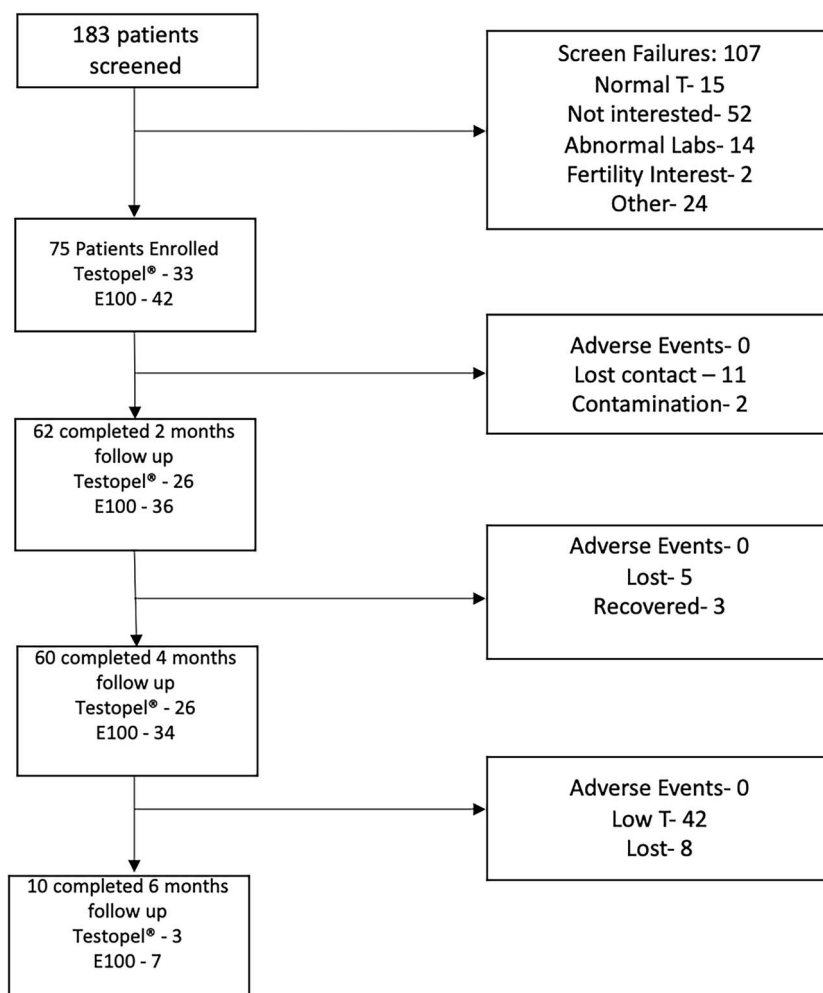 183 patients
screened
Screen Failures: 107
Normal T- 15
Not interested- 52
Abnormal Labs- 14
Fertility Interest- 2
Other- 24
75 Patients Enrolled
Testopel® - 33
E100 - 42
Adverse Events- 0
Lost contact – 11
Contamination- 2
62 completed 2 months
follow up
Testopel® - 26
E100 - 36
Adverse Events- 0
Lost- 5
Recovered- 3
60 completed 4 months
follow up
Testopel® - 26
E100 - 34
Adverse Events- 0
Low T- 42
Lost- 8
10 completed 6 months
follow up
Testopel® - 3
E100 - 7